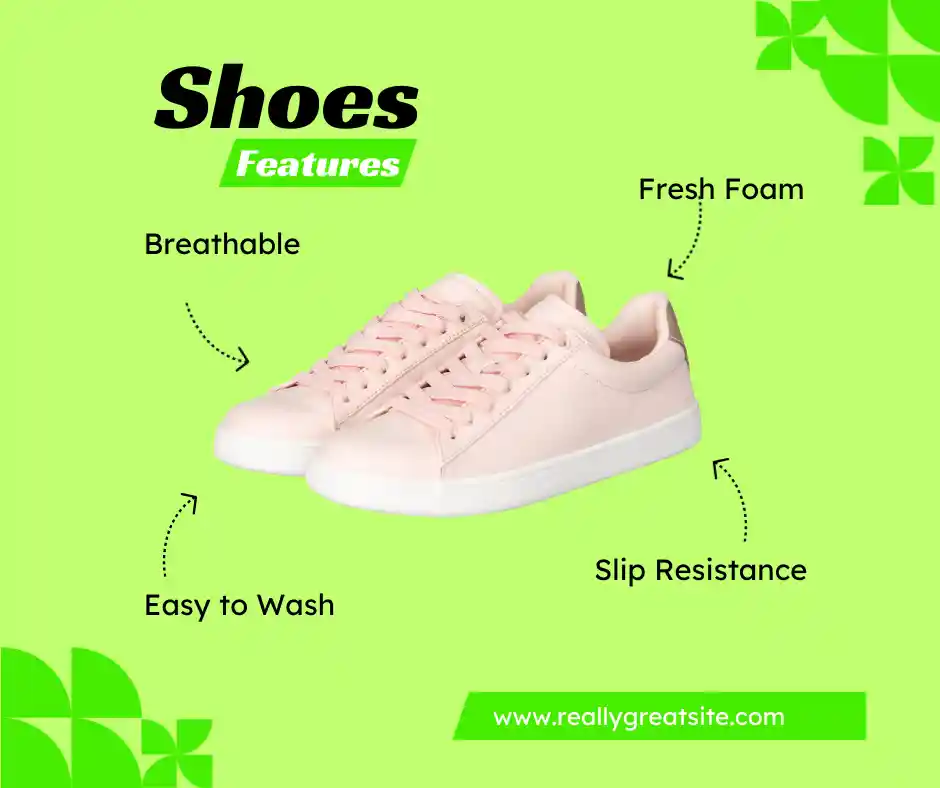 Shoes
Features
Fresh Foam
Breathable
Slip Resistance
Easy to Wash
www.reallygreatsite.com